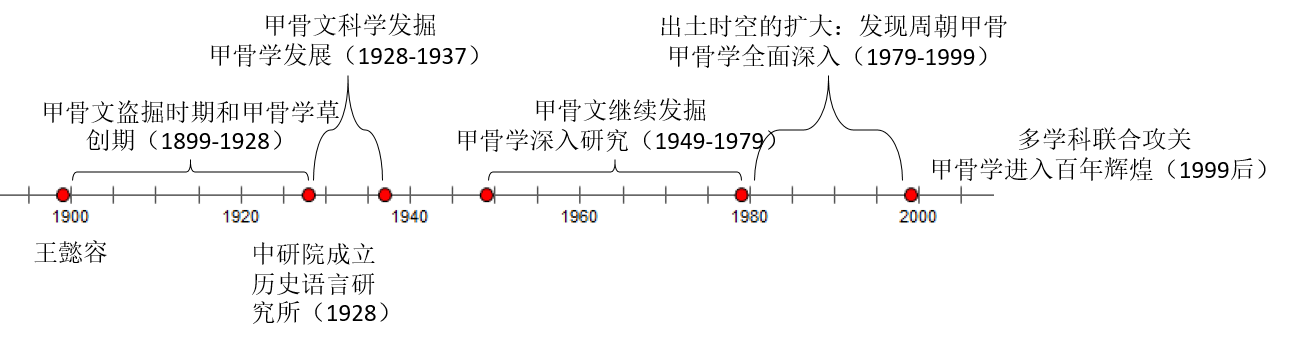 甲骨文科学发掘
甲骨学发展（1928-1937）
出土时空的扩大：发现周朝甲骨
甲骨学全面深入（1979-1999）
甲骨文盗掘时期和甲骨学草
创期（1899-1928）
甲骨文继续发掘
甲骨学深入研究（1949-1979）
多学科联合攻关
甲骨学进入百年辉煌（1999后）
1900 1920 1940 1960 1980 2000
王懿容
中研院成立
历史语言研
究所（1928）